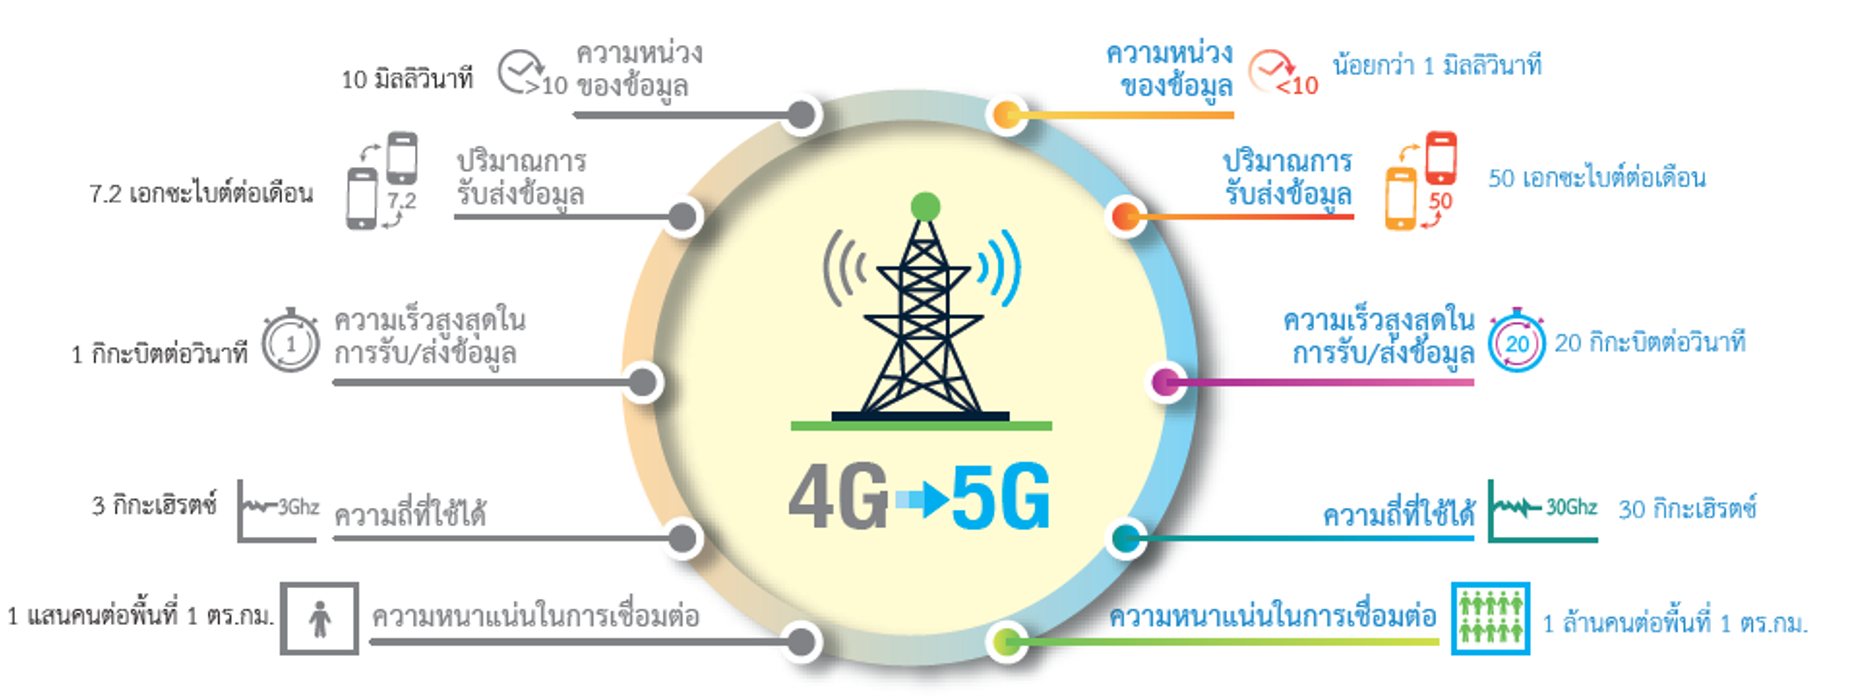 10 มิลลิวินาที
>10
ความหน่วง
ของข้อมูล
7.2 เอกซะไบต์ต่อเดือน
7.2
ปริมาณการ
รับส่งข้อมูล
1 กิกะบิตต่อวินาที
1
ความเร็วสูงสุดใน
การรับ/ส่งข้อมูล
3 กิกะเฮิรตซ์
3Ghz
ความถี่ที่ใช้ได้
1 แสนคนต่อพื้นที่ 1 ตร.กม.
ความหนาแน่นในการเชื่อมต่อ
4G 5G
ความหน่วง
ของข้อมูล
<10
น้อยกว่า 1 มิลลิวินาที
ปริมาณการ
รับส่งข้อมูล
50
50 เอกซะไบต์ต่อเดือน
ความเร็วสูงสุดใน
การรับ/ส่งข้อมูล
20
20 กิกะบิตต่อวินาที
ความถี่ที่ใช้ได้
30Ghz
30 กิกะเฮิรตซ์
ความหนาแน่นในการเชื่อมต่อ
1 ล้านคนต่อพื้นที่ 1 ตร.กม.